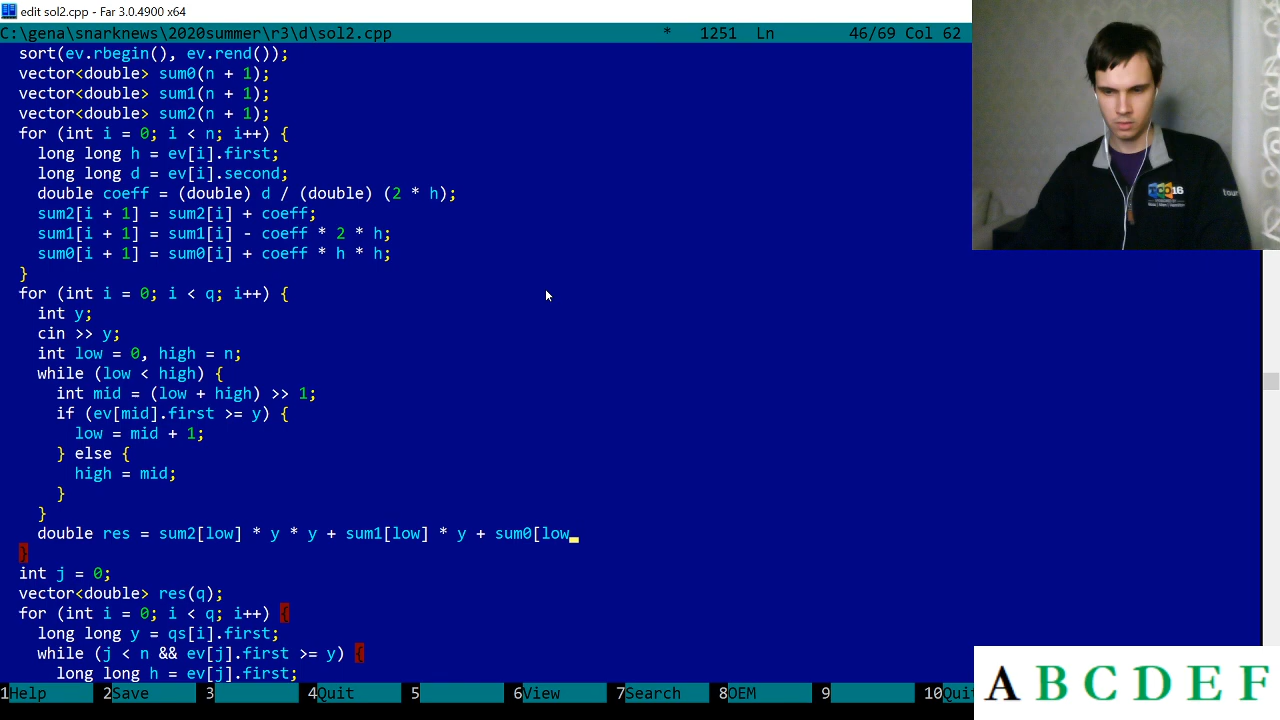 edit sol2.cpp - Far 3.0.4900 x64
C:\gena\snarknews\2020summer\r3\d\sol2.cpp * 1251 Ln 46/69 Col 62
sort(ev.rbegin(), ev.rend());
vector<double> sum0(n + 1);
vector<double> sum1(n + 1);
vector<double> sum2(n + 1);
for (int i = 0; i < n; i++) {
long long h = ev[i].first;
long long d = ev[i].second;
double coeff = (double) d / (double) (2 * h);
sum2[i + 1] = sum2[i] + coeff;
sum1[i + 1] = sum1[i] - coeff * 2 * h;
sum0[i + 1] = sum0[i] + coeff * h * h;
}
for (int i = 0; i < q; i++) {
int y;
cin >> y;
int low = 0, high = n;
while (low < high) {
int mid = (low + high) >> 1;
if (ev[mid].first >= y) {
low = mid + 1;
} else {
high = mid;
}
}
double res = sum2[low] * y * y + sum1[low] * y + sum0[low
}
int j = 0;
vector<double> res(q);
for (int i = 0; i < q; i++) {
long long y = qs[i].first;
while (j < n && ev[j].first >= y) {
long long h = ev[j].first;
1Help 2Save 3 4Quit 5 6View 7Search 8OEM 9 10Qui
A B C D E F